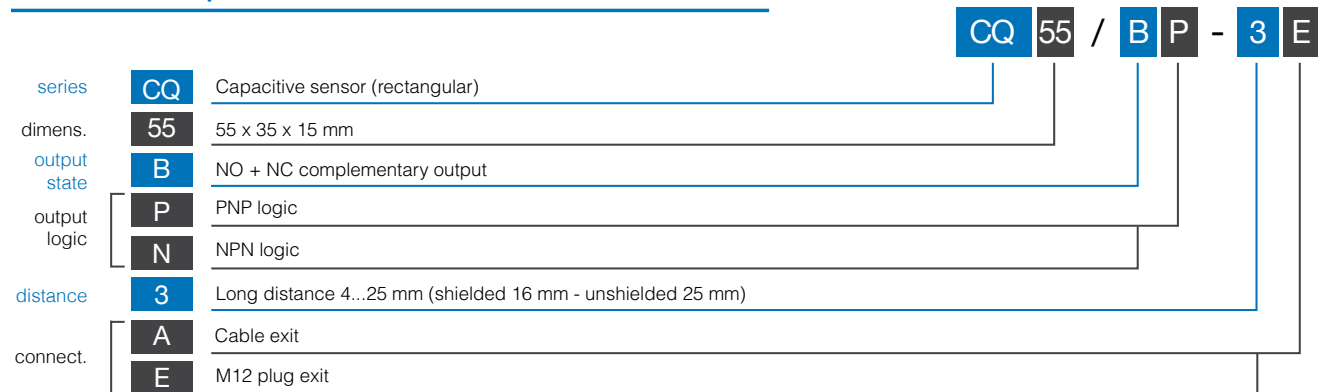 CQ 55 / B P - 3 E
series CQ Capacitive sensor (rectangular)
dimens. 55 55 x 35 x 15 mm
output
state B NO + NC complementary output
output
logic
P PNP logic
N NPN logic
distance 3 Long distance 4...25 mm (shielded 16 mm - unshielded 25 mm)
connect.
A Cable exit
E M12 plug exit